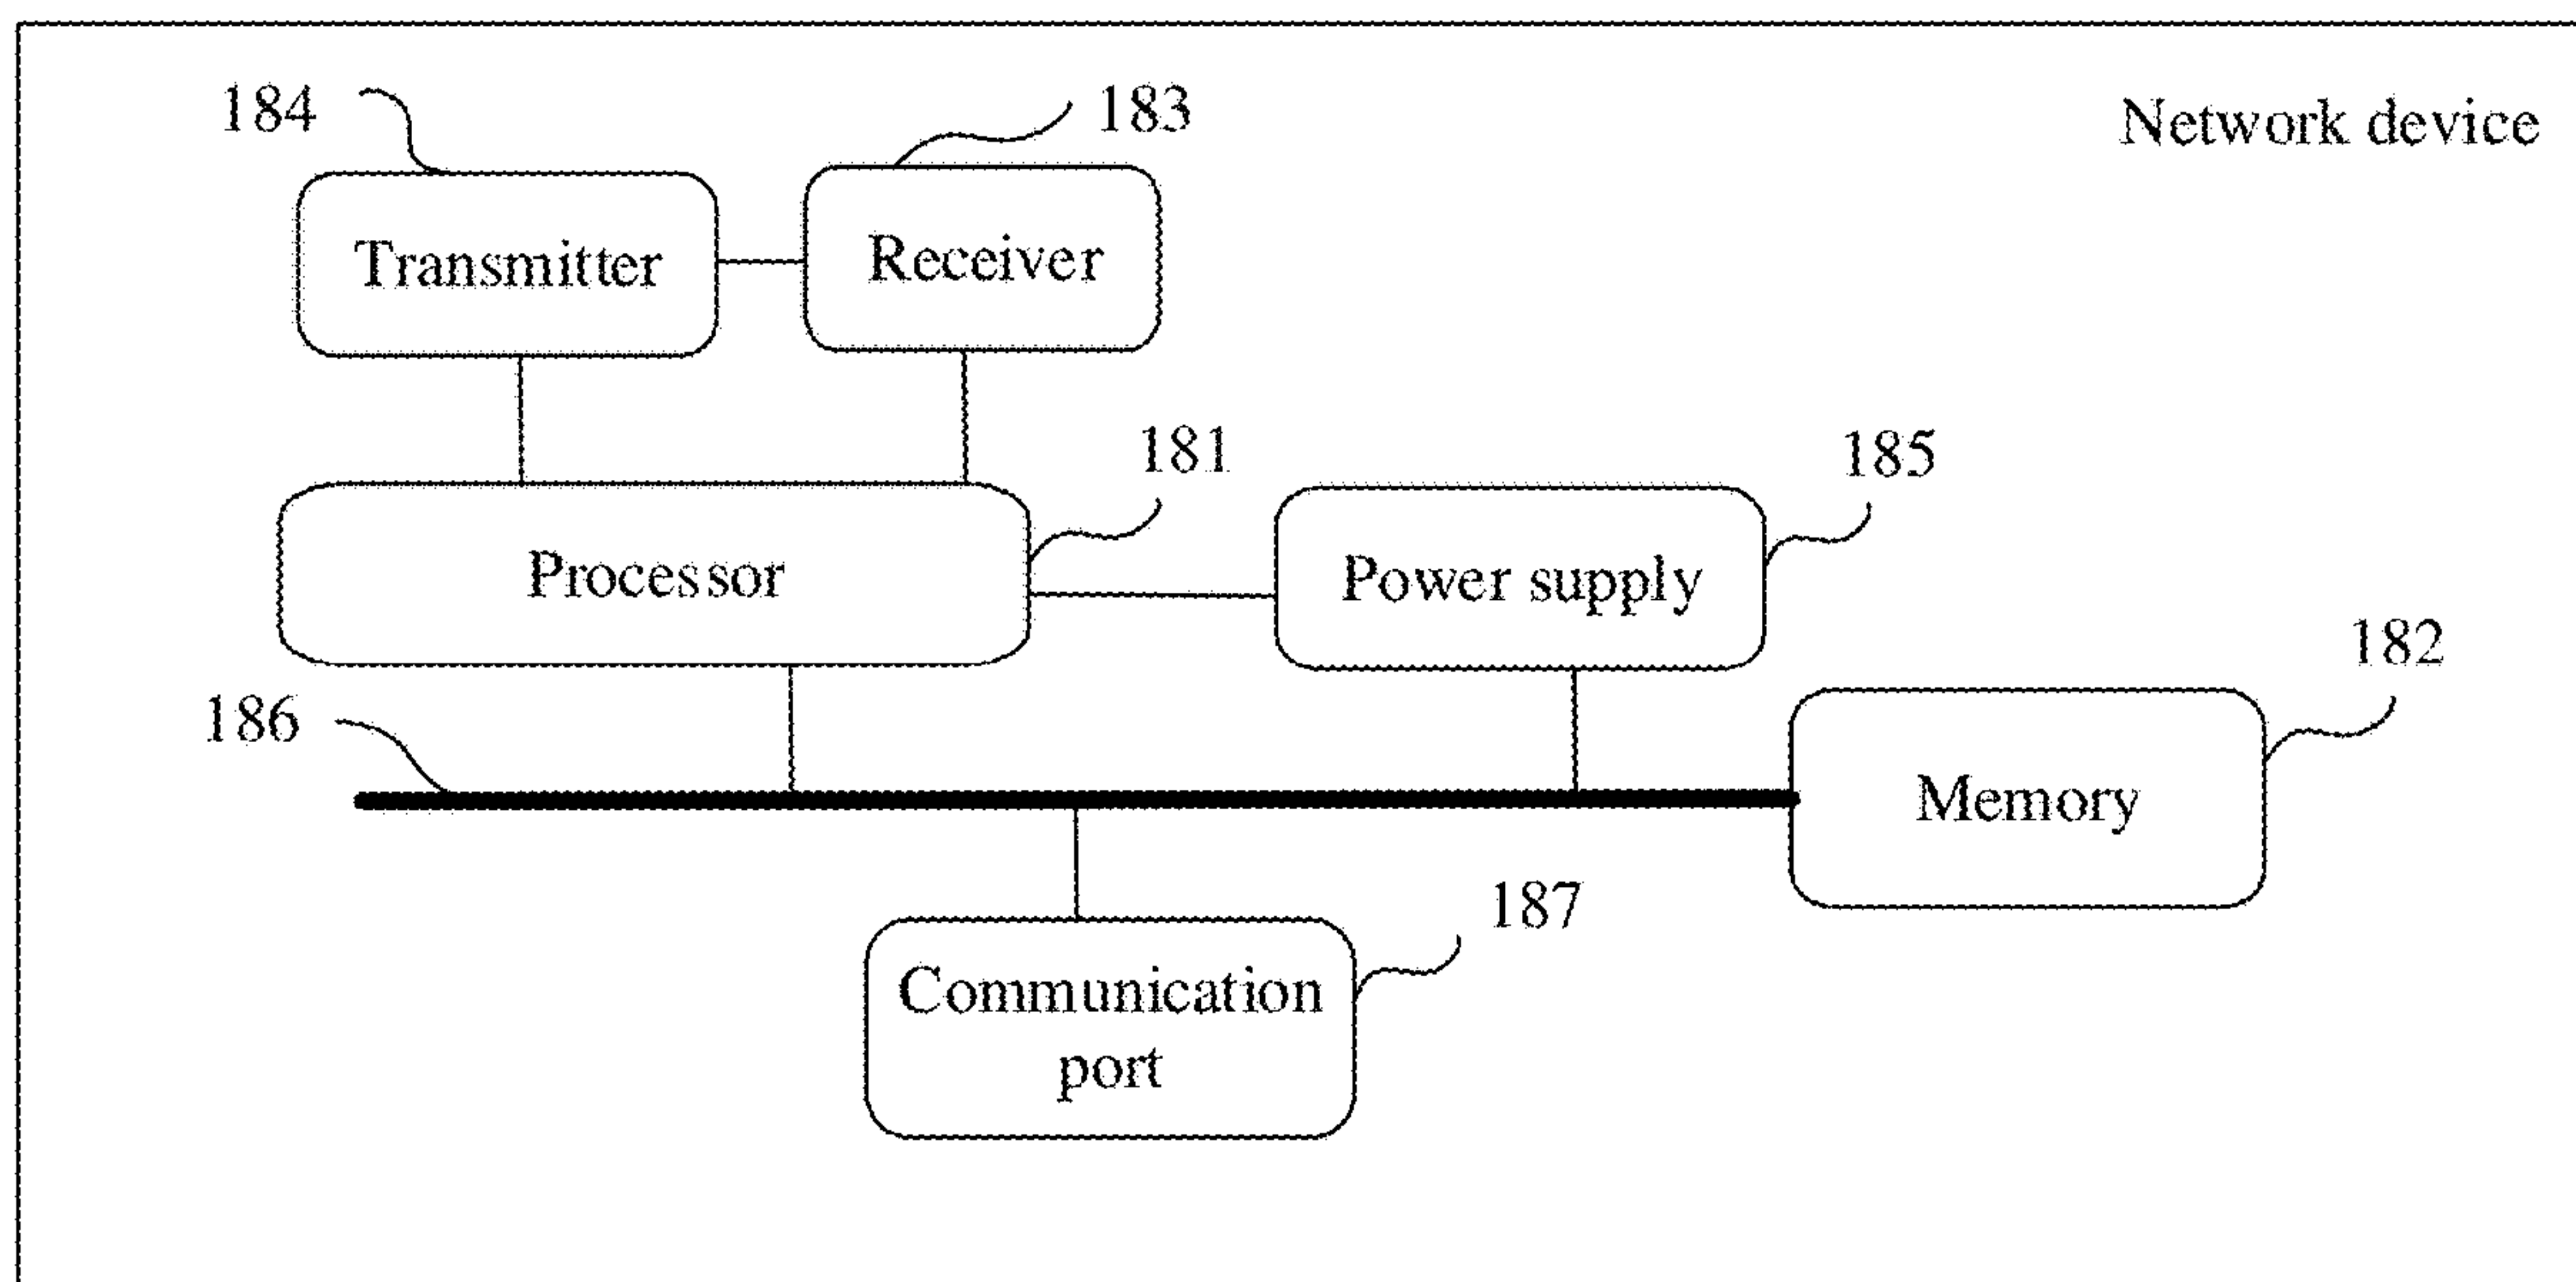 184
183
Network device
Transmitter
Receiver
181
185
Processor
Power supply
182
186
Memory
187
Communication
port